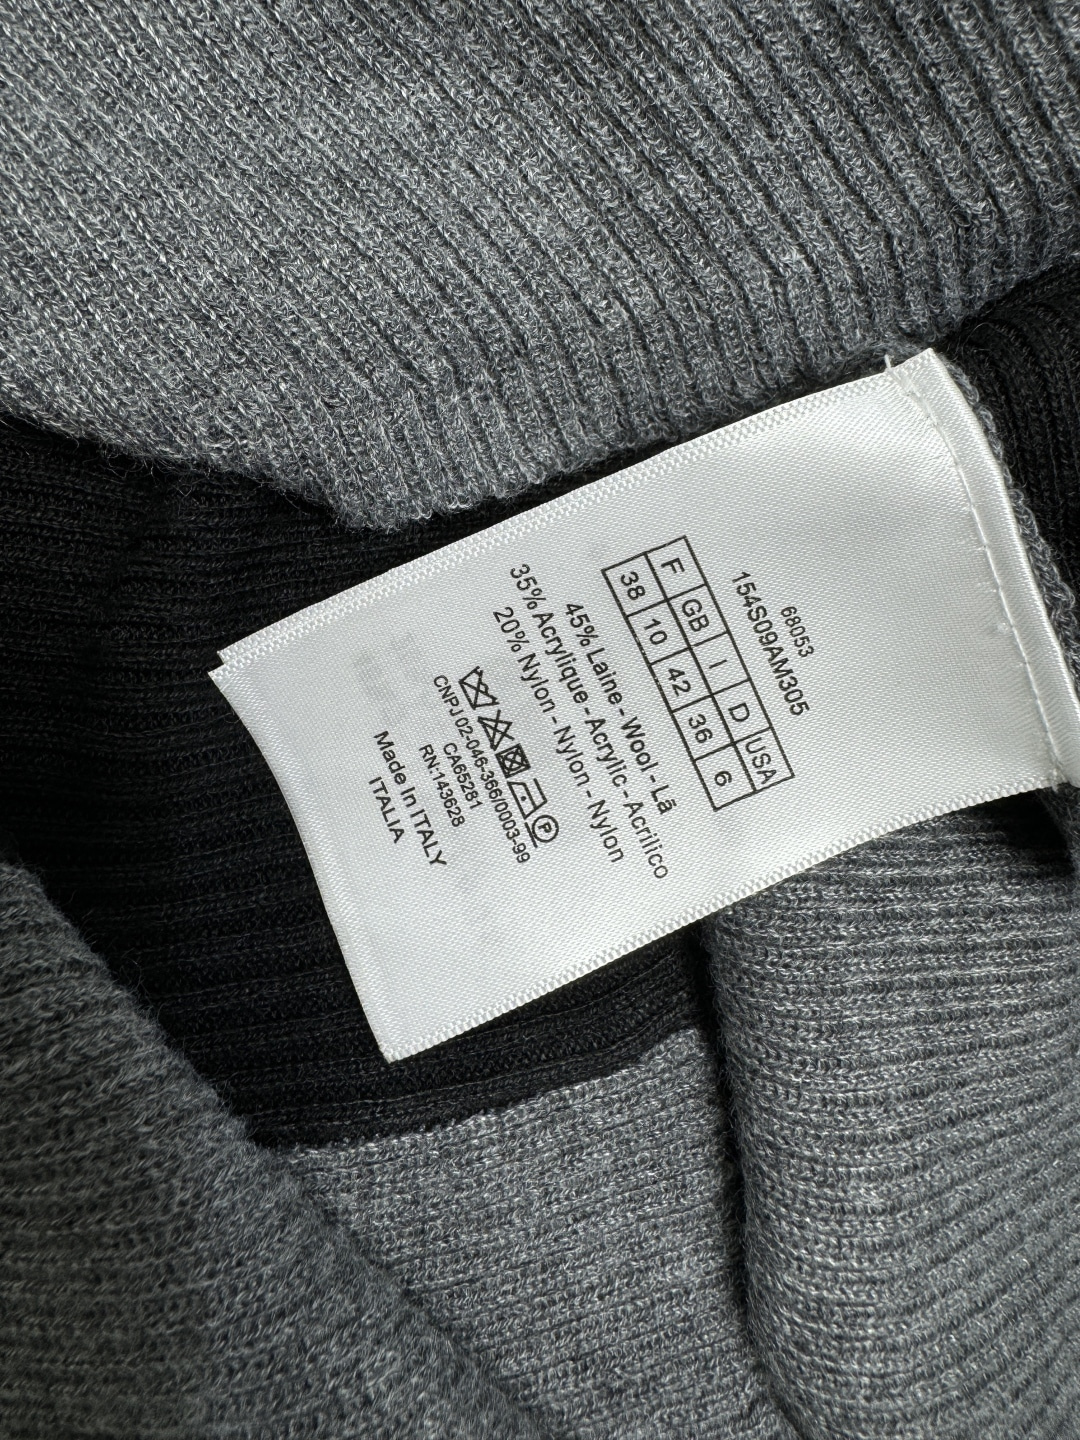 68053
154S09AM305
F GB I D USA
38 10 42 36 6
45% Laine - Wool - Lã
35% Acrylique - Acrylic - Acrilico
20% Nylon - Nylon - Nylon
P
CNPJ 02-046-366/0003-99
CA65281
RN:143628
Made In ITALY
ITALIA